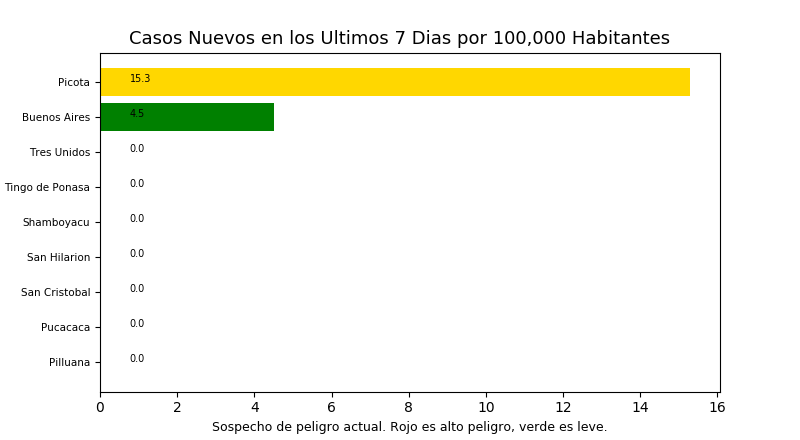 Casos Nuevos en los Ultimos 7 Dias por 100,000 Habitantes
Picota 15.3
Buenos Aires 4.5
Tres Unidos 0.0
Tingo de Ponasa 0.0
Shamboyacu 0.0
San Hilarion 0.0
San Cristobal 0.0
Pucacaca 0.0
Pilluana 0.0
0 2 4 6 8 10 12 14 16
Sospecho de peligro actual. Rojo es alto peligro, verde es leve.